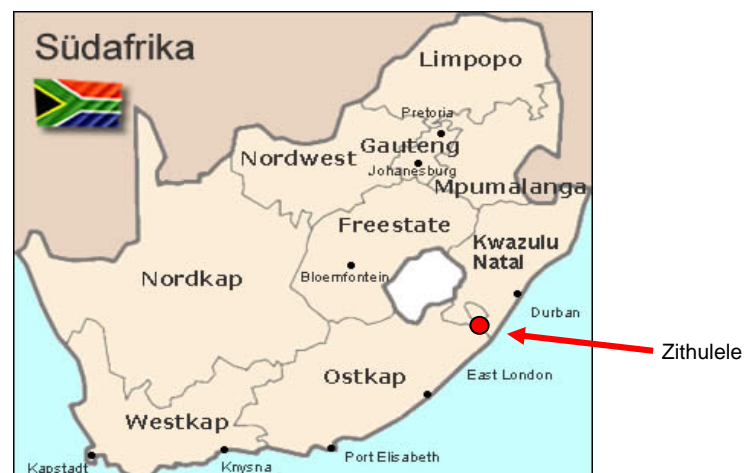 Südafrika
Limpopo
Pretoria
Gauteng
Nordwest
Johanesburg
Mpumalanga
Freestate
Kwazulu
Natal
Nordkap
Bloemfontein
Durban
Zithulele
Ostkap
East London
Westkap
Port Elisabeth
Kapstadt
Knysna